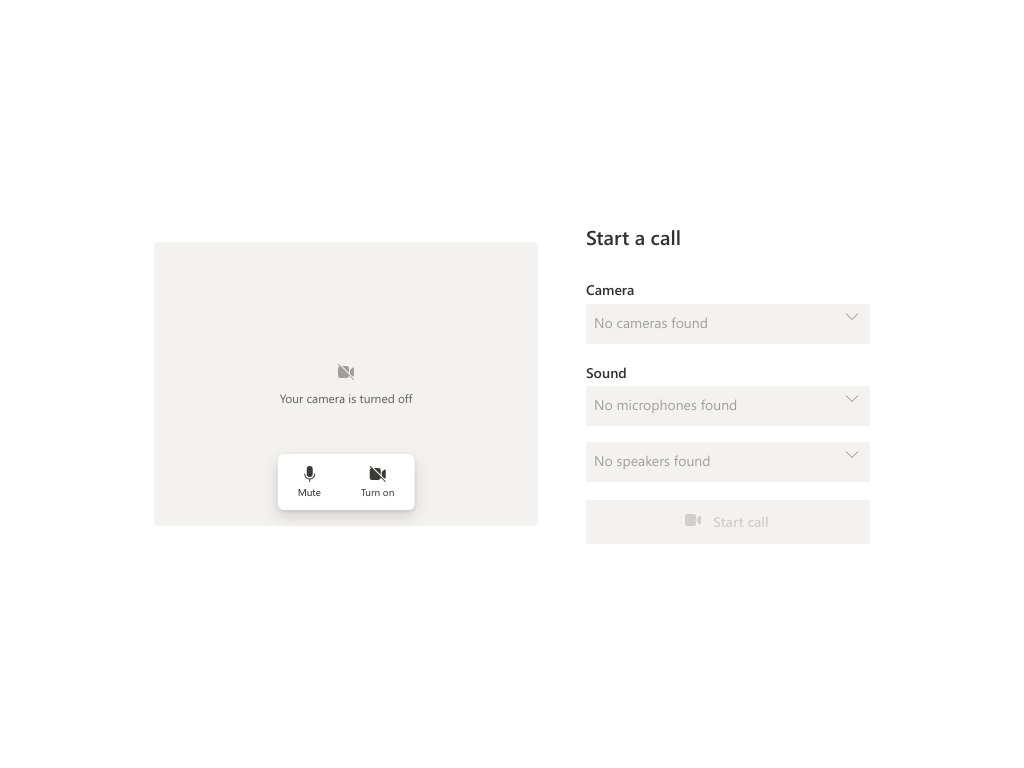 Start a call
Camera
No cameras found
Your camera is turned off
Mute
Turn on
Sound
No microphones found
No speakers found
Start call